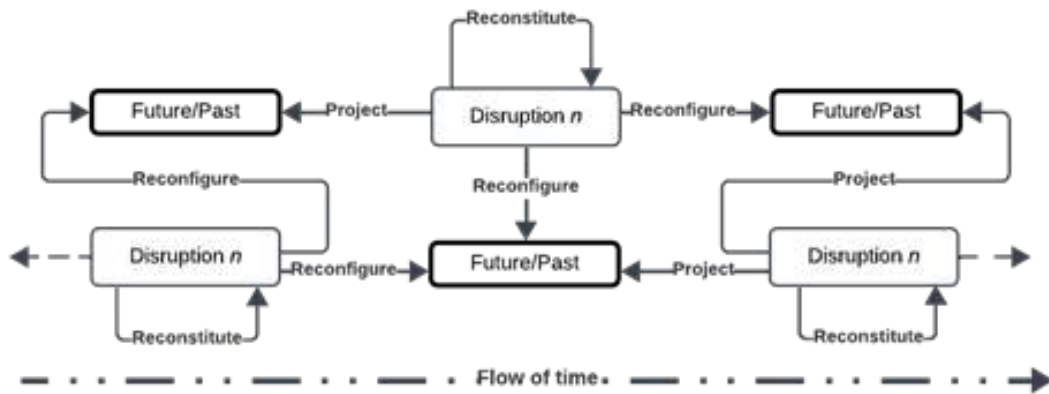 Reconstitute
Future/Past
Project
Disruption n
Reconfigure
Future/Past
Reconfigure
Reconfigure
Project
Disruption n
Reconfigure
Future/Past
Project
Disruption n
Reconstitute
Reconstitute
Flow of time